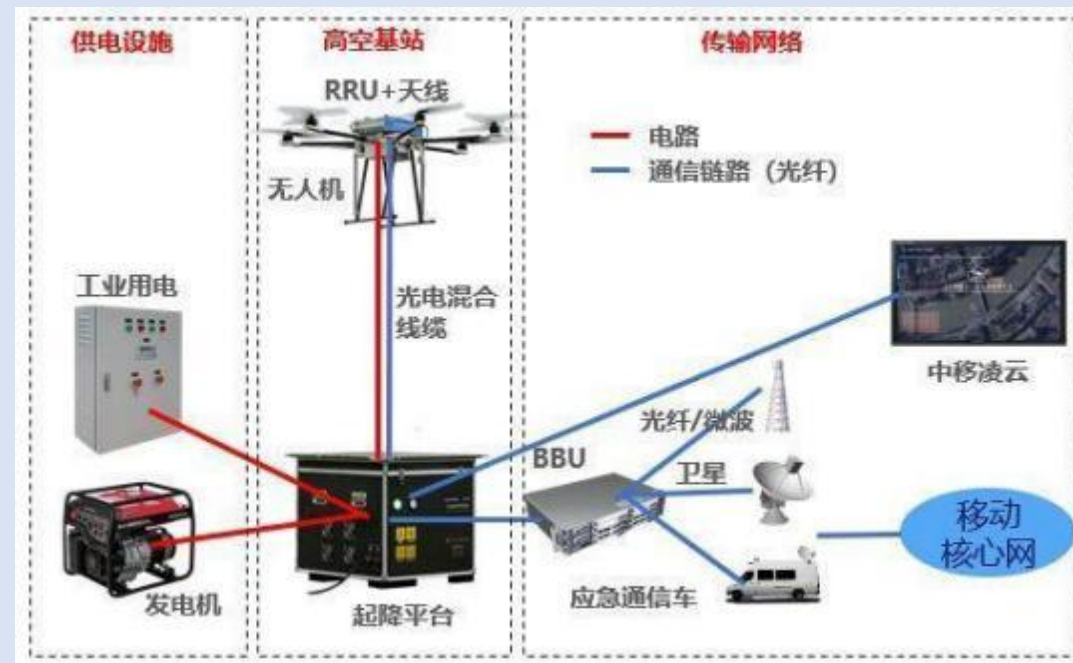 供电设施
高空基站
传输网络
RRU+天线
电路
通信链路（光纤）
无人机
工业用电
光电混合
线缆
中移凌云
光纤/微波
BBU
卫星
移动
核心网
应急通信车
发电机
起降平台